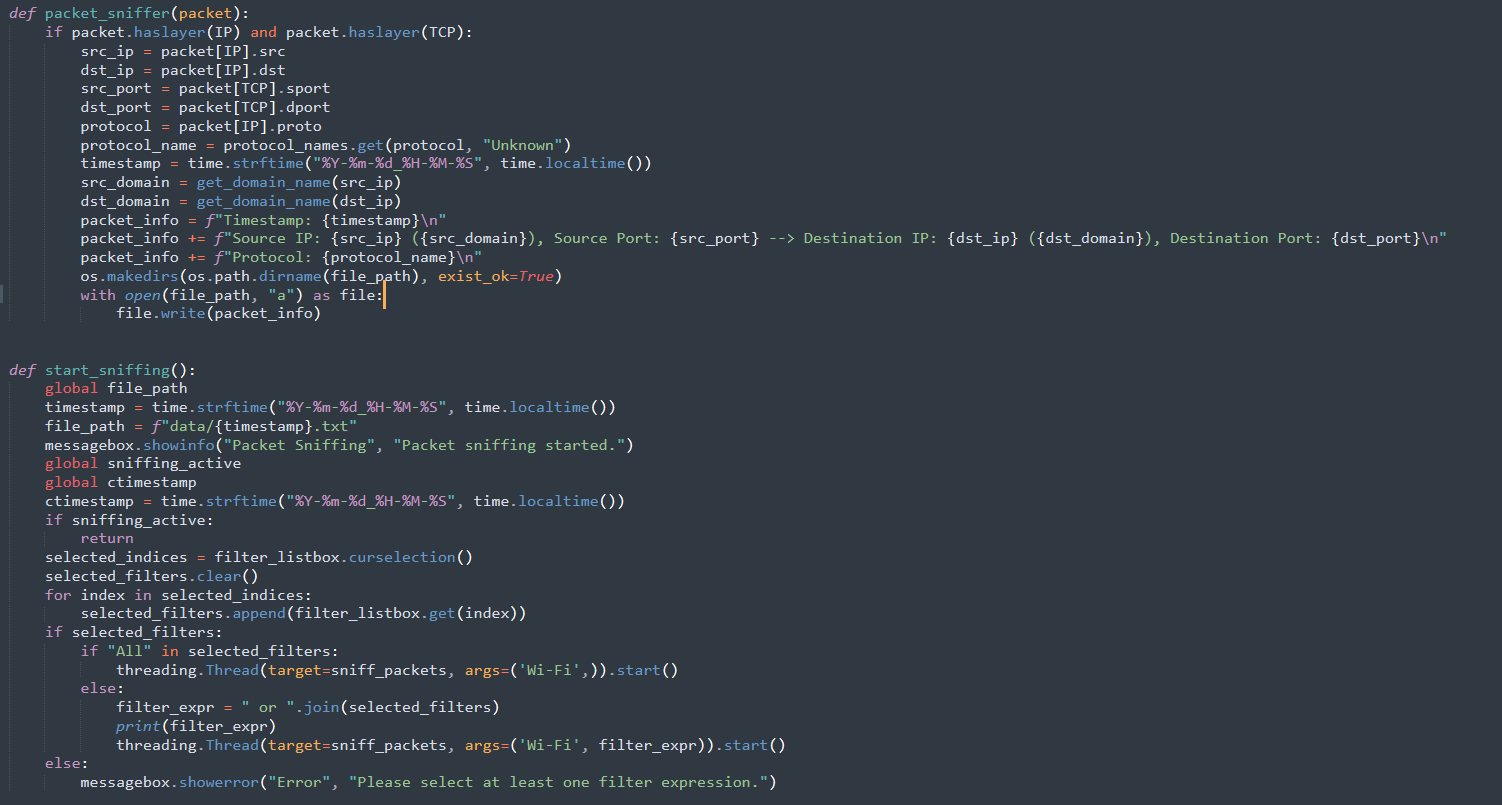 def packet_sniffer(packet):
    if packet.haslayer(IP) and packet.haslayer(TCP):
        src_ip = packet[IP].src
        dst_ip = packet[IP].dst
        src_port = packet[TCP].sport
        dst_port = packet[TCP].dport
        protocol = packet[IP].proto
        protocol_name = protocol_names.get(protocol, "Unknown")
        timestamp = time.strftime("%Y-%m-%d_%H-%M-%S", time.localtime())
        src_domain = get_domain_name(src_ip)
        dst_domain = get_domain_name(dst_ip)
        packet_info = f"Timestamp: {timestamp}\n"
        packet_info += f"Source IP: {src_ip} ({src_domain}), Source Port: {src_port} --> Destination IP: {dst_ip} ({dst_domain}), Destination Port: {dst_port}\n"
        packet_info += f"Protocol: {protocol_name}\n"
        os.makedirs(os.path.dirname(file_path), exist_ok=True)
        with open(file_path, "a") as file:
            file.write(packet_info)

def start_sniffing():
    global file_path
    timestamp = time.strftime("%Y-%m-%d_%H-%M-%S", time.localtime())
    file_path = f"data/{timestamp}.txt"
    messagebox.showinfo("Packet Sniffing", "Packet sniffing started.")
    global sniffing_active
    global ctimestamp
    ctimestamp = time.strftime("%Y-%m-%d_%H-%M-%S", time.localtime())
    if sniffing_active:
        return
    selected_indices = filter_listbox.curselection()
    selected_filters.clear()
    for index in selected_indices:
        selected_filters.append(filter_listbox.get(index))
    if selected_filters:
        if "All" in selected_filters:
            threading.Thread(target=sniff_packets, args=('Wi-Fi',)).start()
        else:
            filter_expr = " or ".join(selected_filters)
            print(filter_expr)
            threading.Thread(target=sniff_packets, args=('Wi-Fi', filter_expr)).start()
    else:
        messagebox.showerror("Error", "Please select at least one filter expression.")